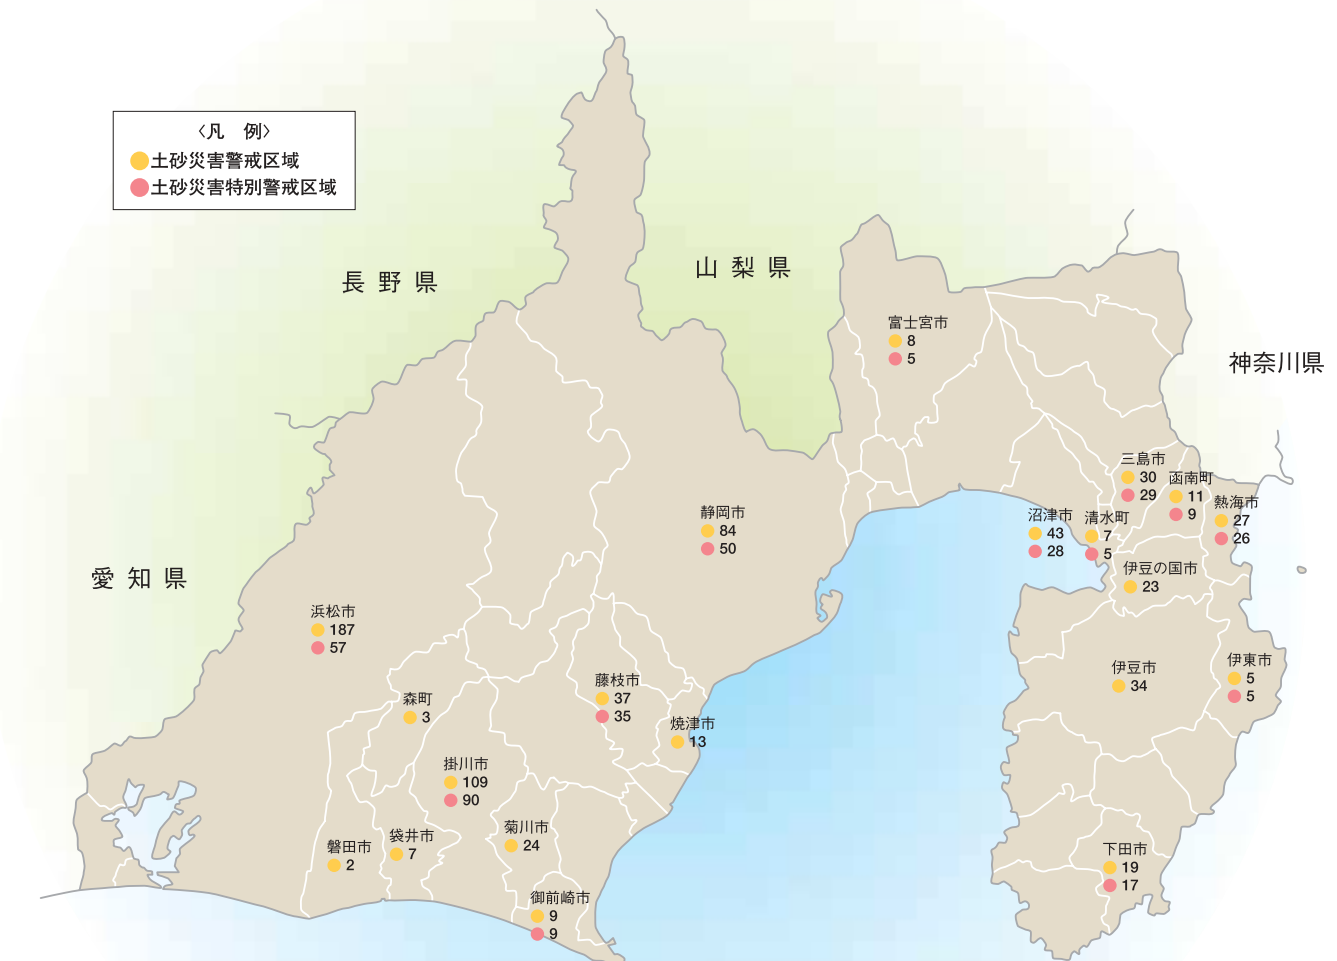 〈凡　例〉
土砂災害警戒区域
土砂災害特別警戒区域
長野県
山梨県
神奈川県
愛知県
富士宮市
8
5
三島市
30
29
函南町
11
9
熱海市
27
26
静岡市
84
50
沼津市
43
28
清水町
7
5
伊豆の国市
23
浜松市
187
57
伊豆市
34
伊東市
5
5
藤枝市
37
35
森町
3
焼津市
13
掛川市
109
90
菊川市
24
袋井市
7
磐田市
2
下田市
19
17
御前崎市
9
9